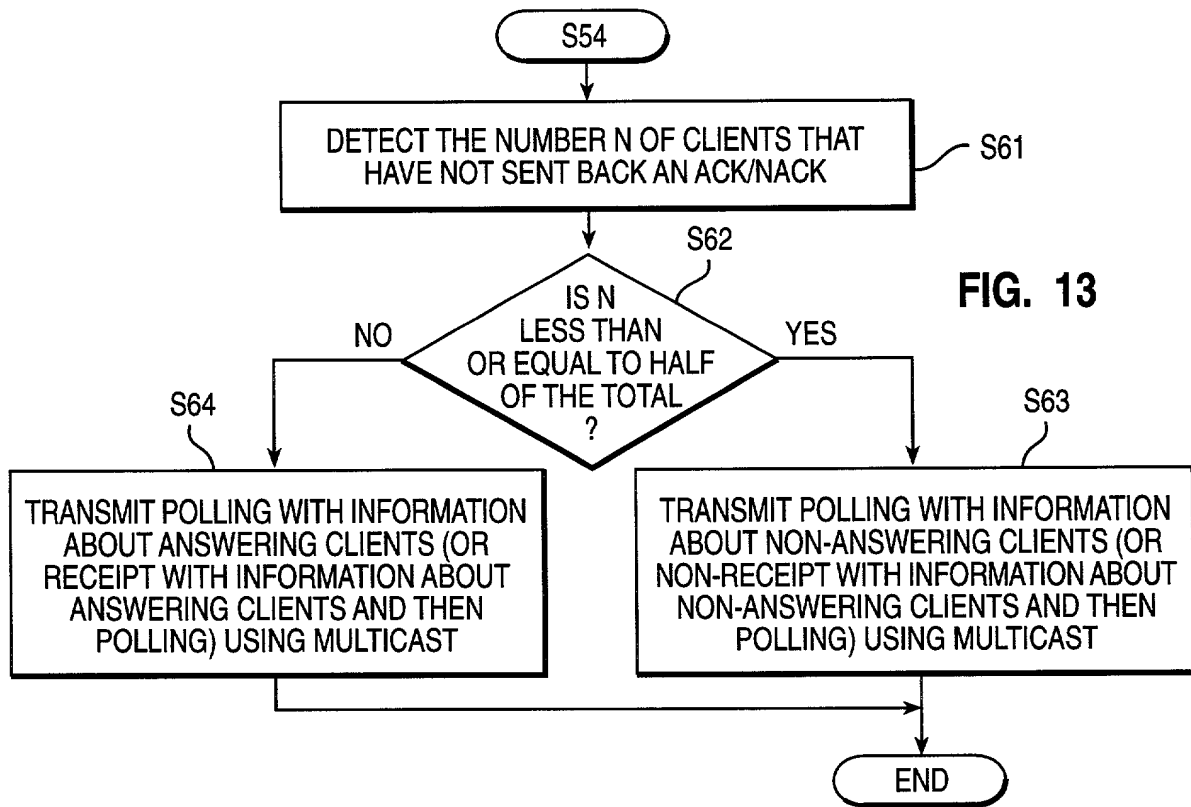 S54
DETECT THE NUMBER N OF CLIENTS THAT
HAVE NOT SENT BACK AN ACK/NACK
S61
S62
IS N
LESS THAN
OR EQUAL TO HALF
OF THE TOTAL
?
NO
YES
FIG. 13
S64
S63
TRANSMIT POLLING WITH INFORMATION
ABOUT ANSWERING CLIENTS (OR
RECEIPT WITH INFORMATION ABOUT
ANSWERING CLIENTS AND THEN
POLLING) USING MULTICAST
TRANSMIT POLLING WITH INFORMATION
ABOUT NON-ANSWERING CLIENTS (OR
NON-RECEIPT WITH INFORMATION ABOUT
NON-ANSWERING CLIENTS AND THEN
POLLING) USING MULTICAST
END